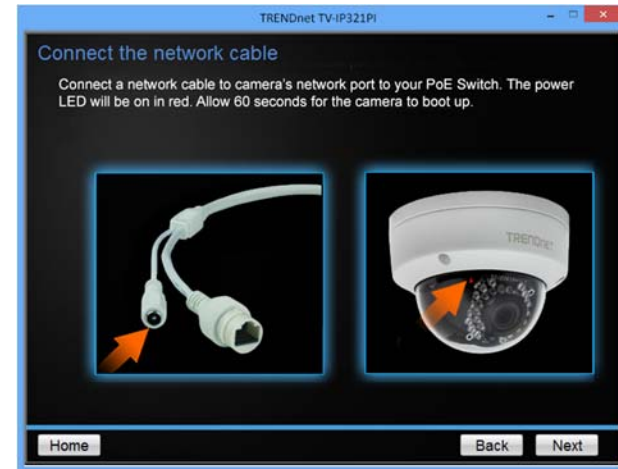 TRENDnet TV-IP321PI
Connect the network cable
Connect a network cable to camera's network port to your PoE Switch. The power
LED will be on in red. Allow 60 seconds for the camera to boot up.
TRENDnet
Home
Back
Next